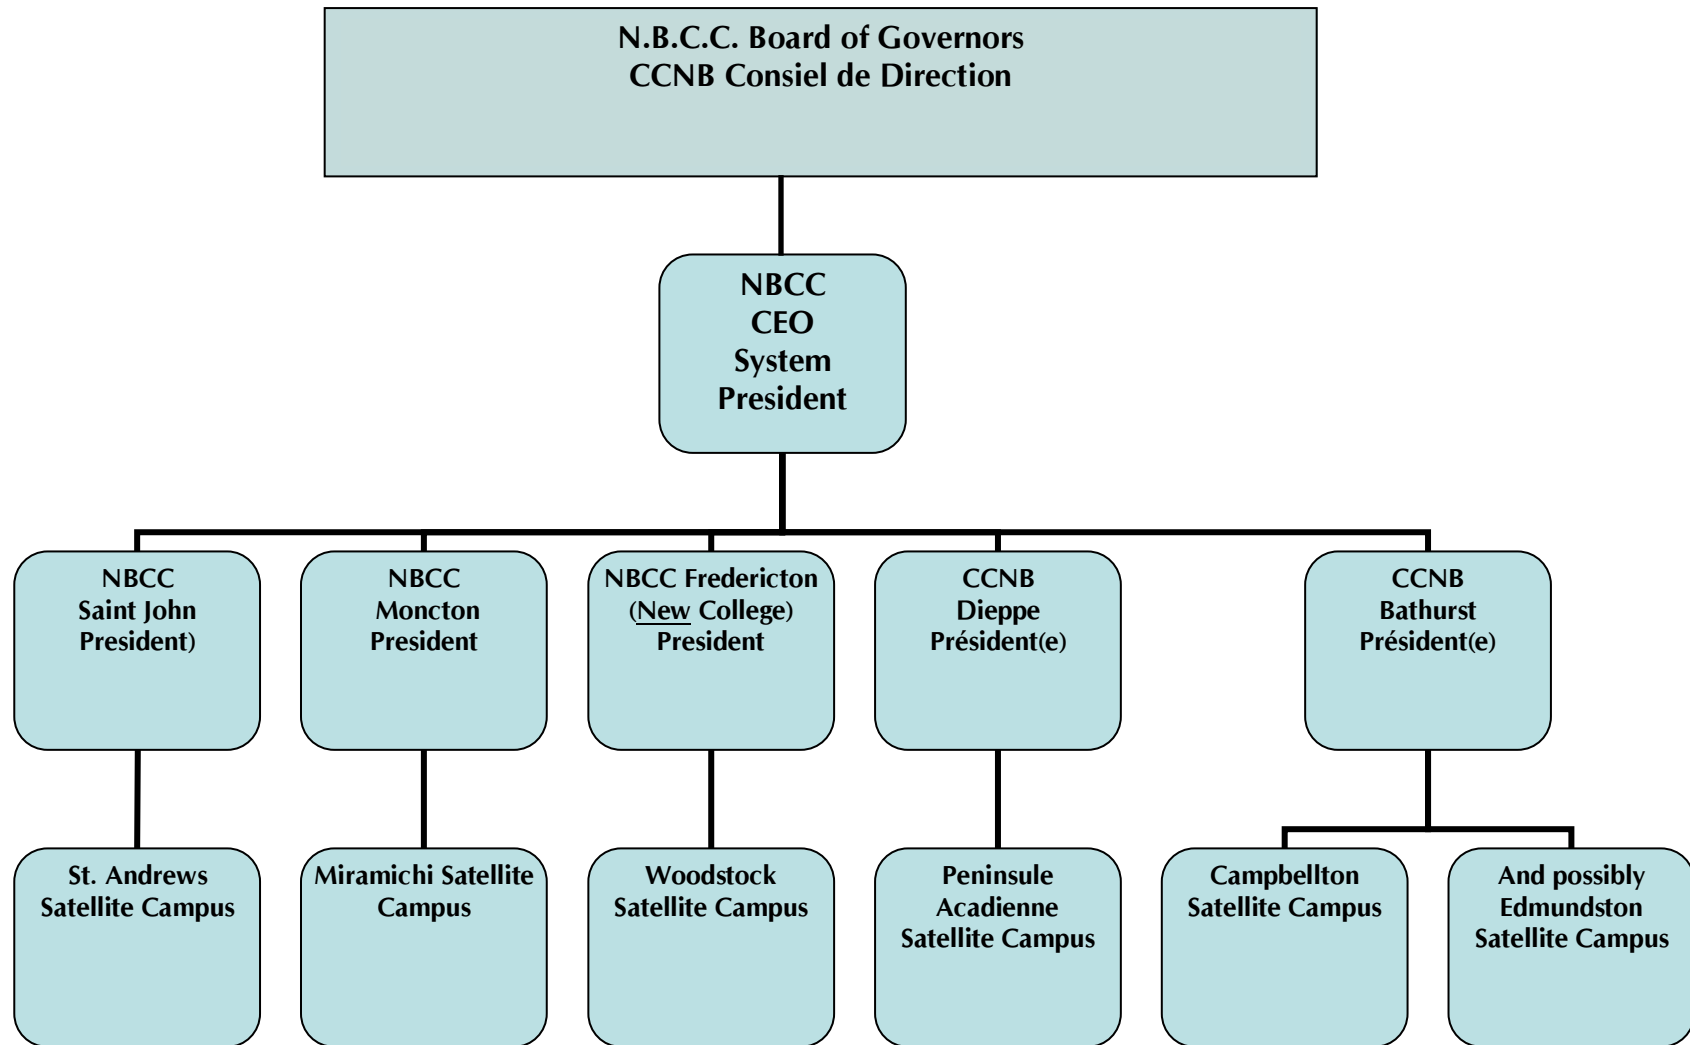 N.B.C.C. Board of Governors
CCNB Consiel de Direction
NBCC
CEO
System
President
NBCC
Saint John
President)
NBCC
Moncton
President
NBCC Fredericton
(New College)
President
CCNB
Dieppe
Président(e)
CCNB
Bathurst
Président(e)
St. Andrews
Satellite Campus
Miramichi Satellite
Campus
Woodstock
Satellite Campus
Peninsule
Acadienne
Satellite Campus
Campbellton
Satellite Campus
And possibly
Edmundston
Satellite Campus